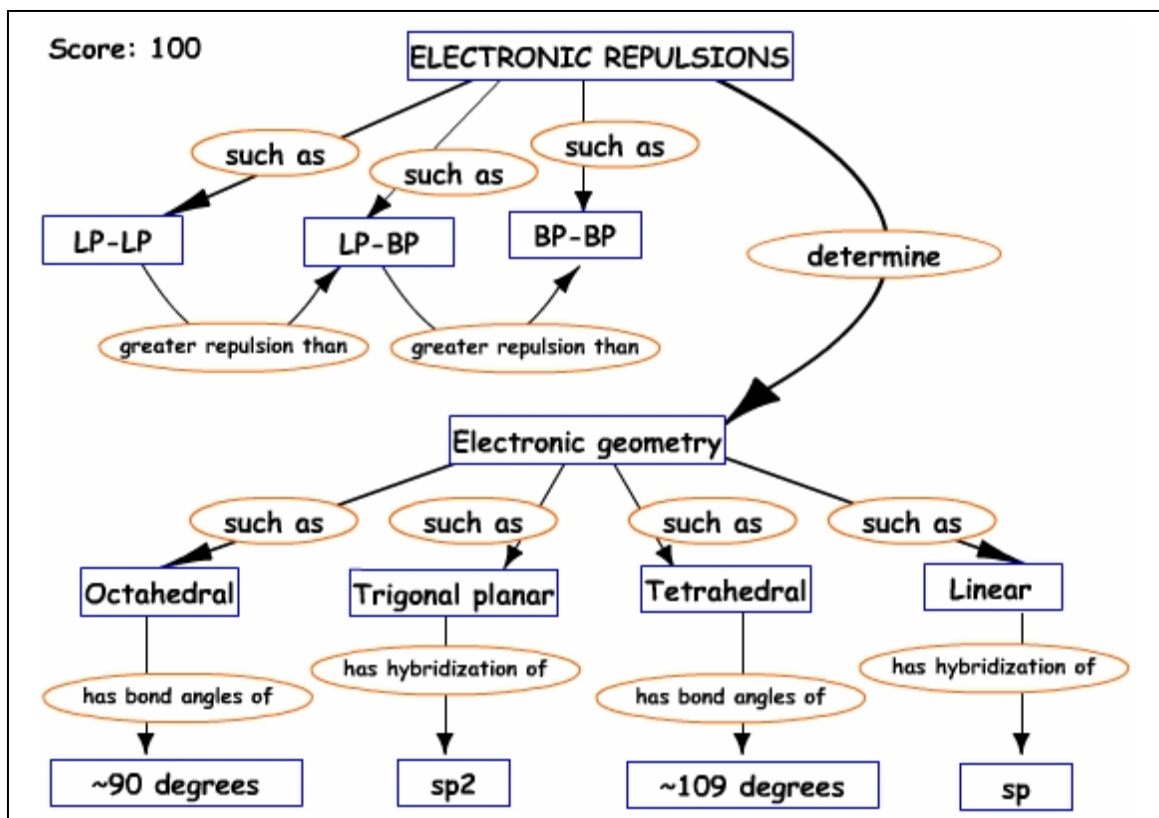 Score: 100
ELECTRONIC REPULSIONS
such as
such as
such as
LP-LP
LP-BP
BP-BP
determine
greater repulsion than
greater repulsion than
Electronic geometry
such as
such as
such as
such as
Octahedral
Trigonal planar
Tetrahedral
Linear
has bond angles of
has hybridization of
has bond angles of
has hybridization of
~90 degrees
sp2
~109 degrees
sp